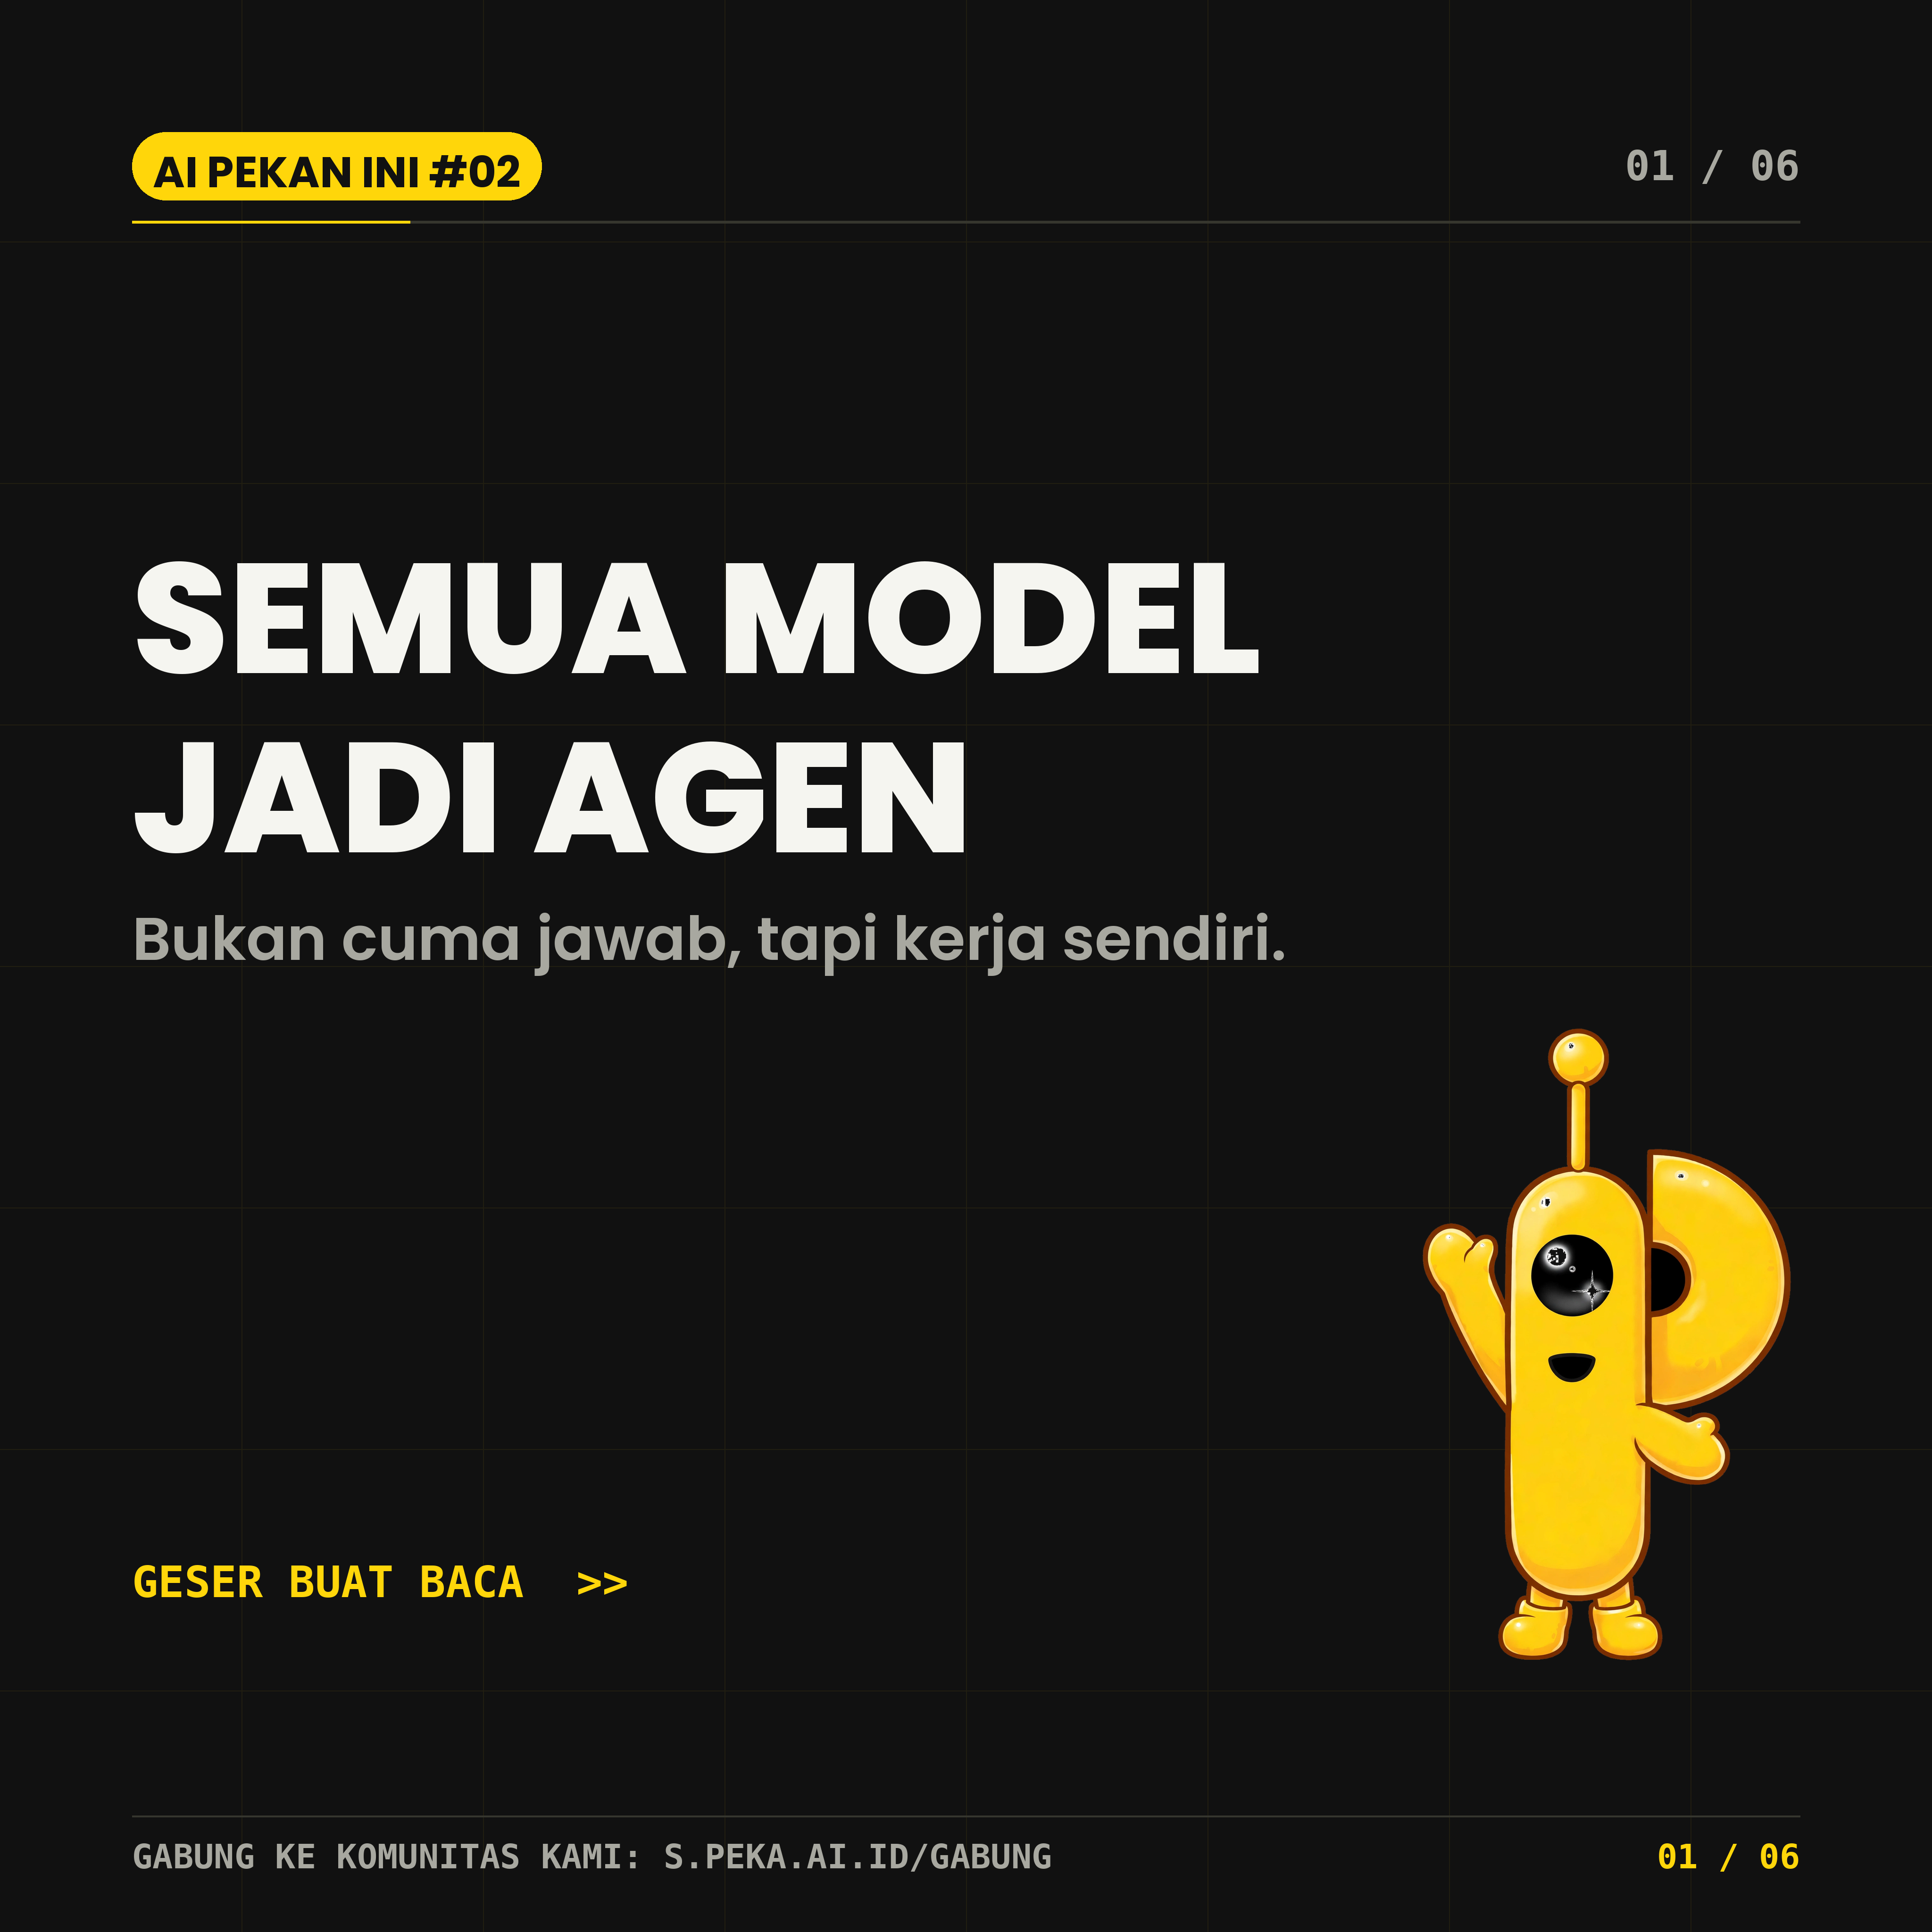 AI PEKAN INI #02
01 / 06
SEMUA MODEL
JADI AGEN
Bukan cuma jawab, tapi kerja sendiri.
GESER BUAT BACA >>
GABUNG KE KOMUNITAS KAMI: S.PEKA.AI.ID/GABUNG
01 / 06